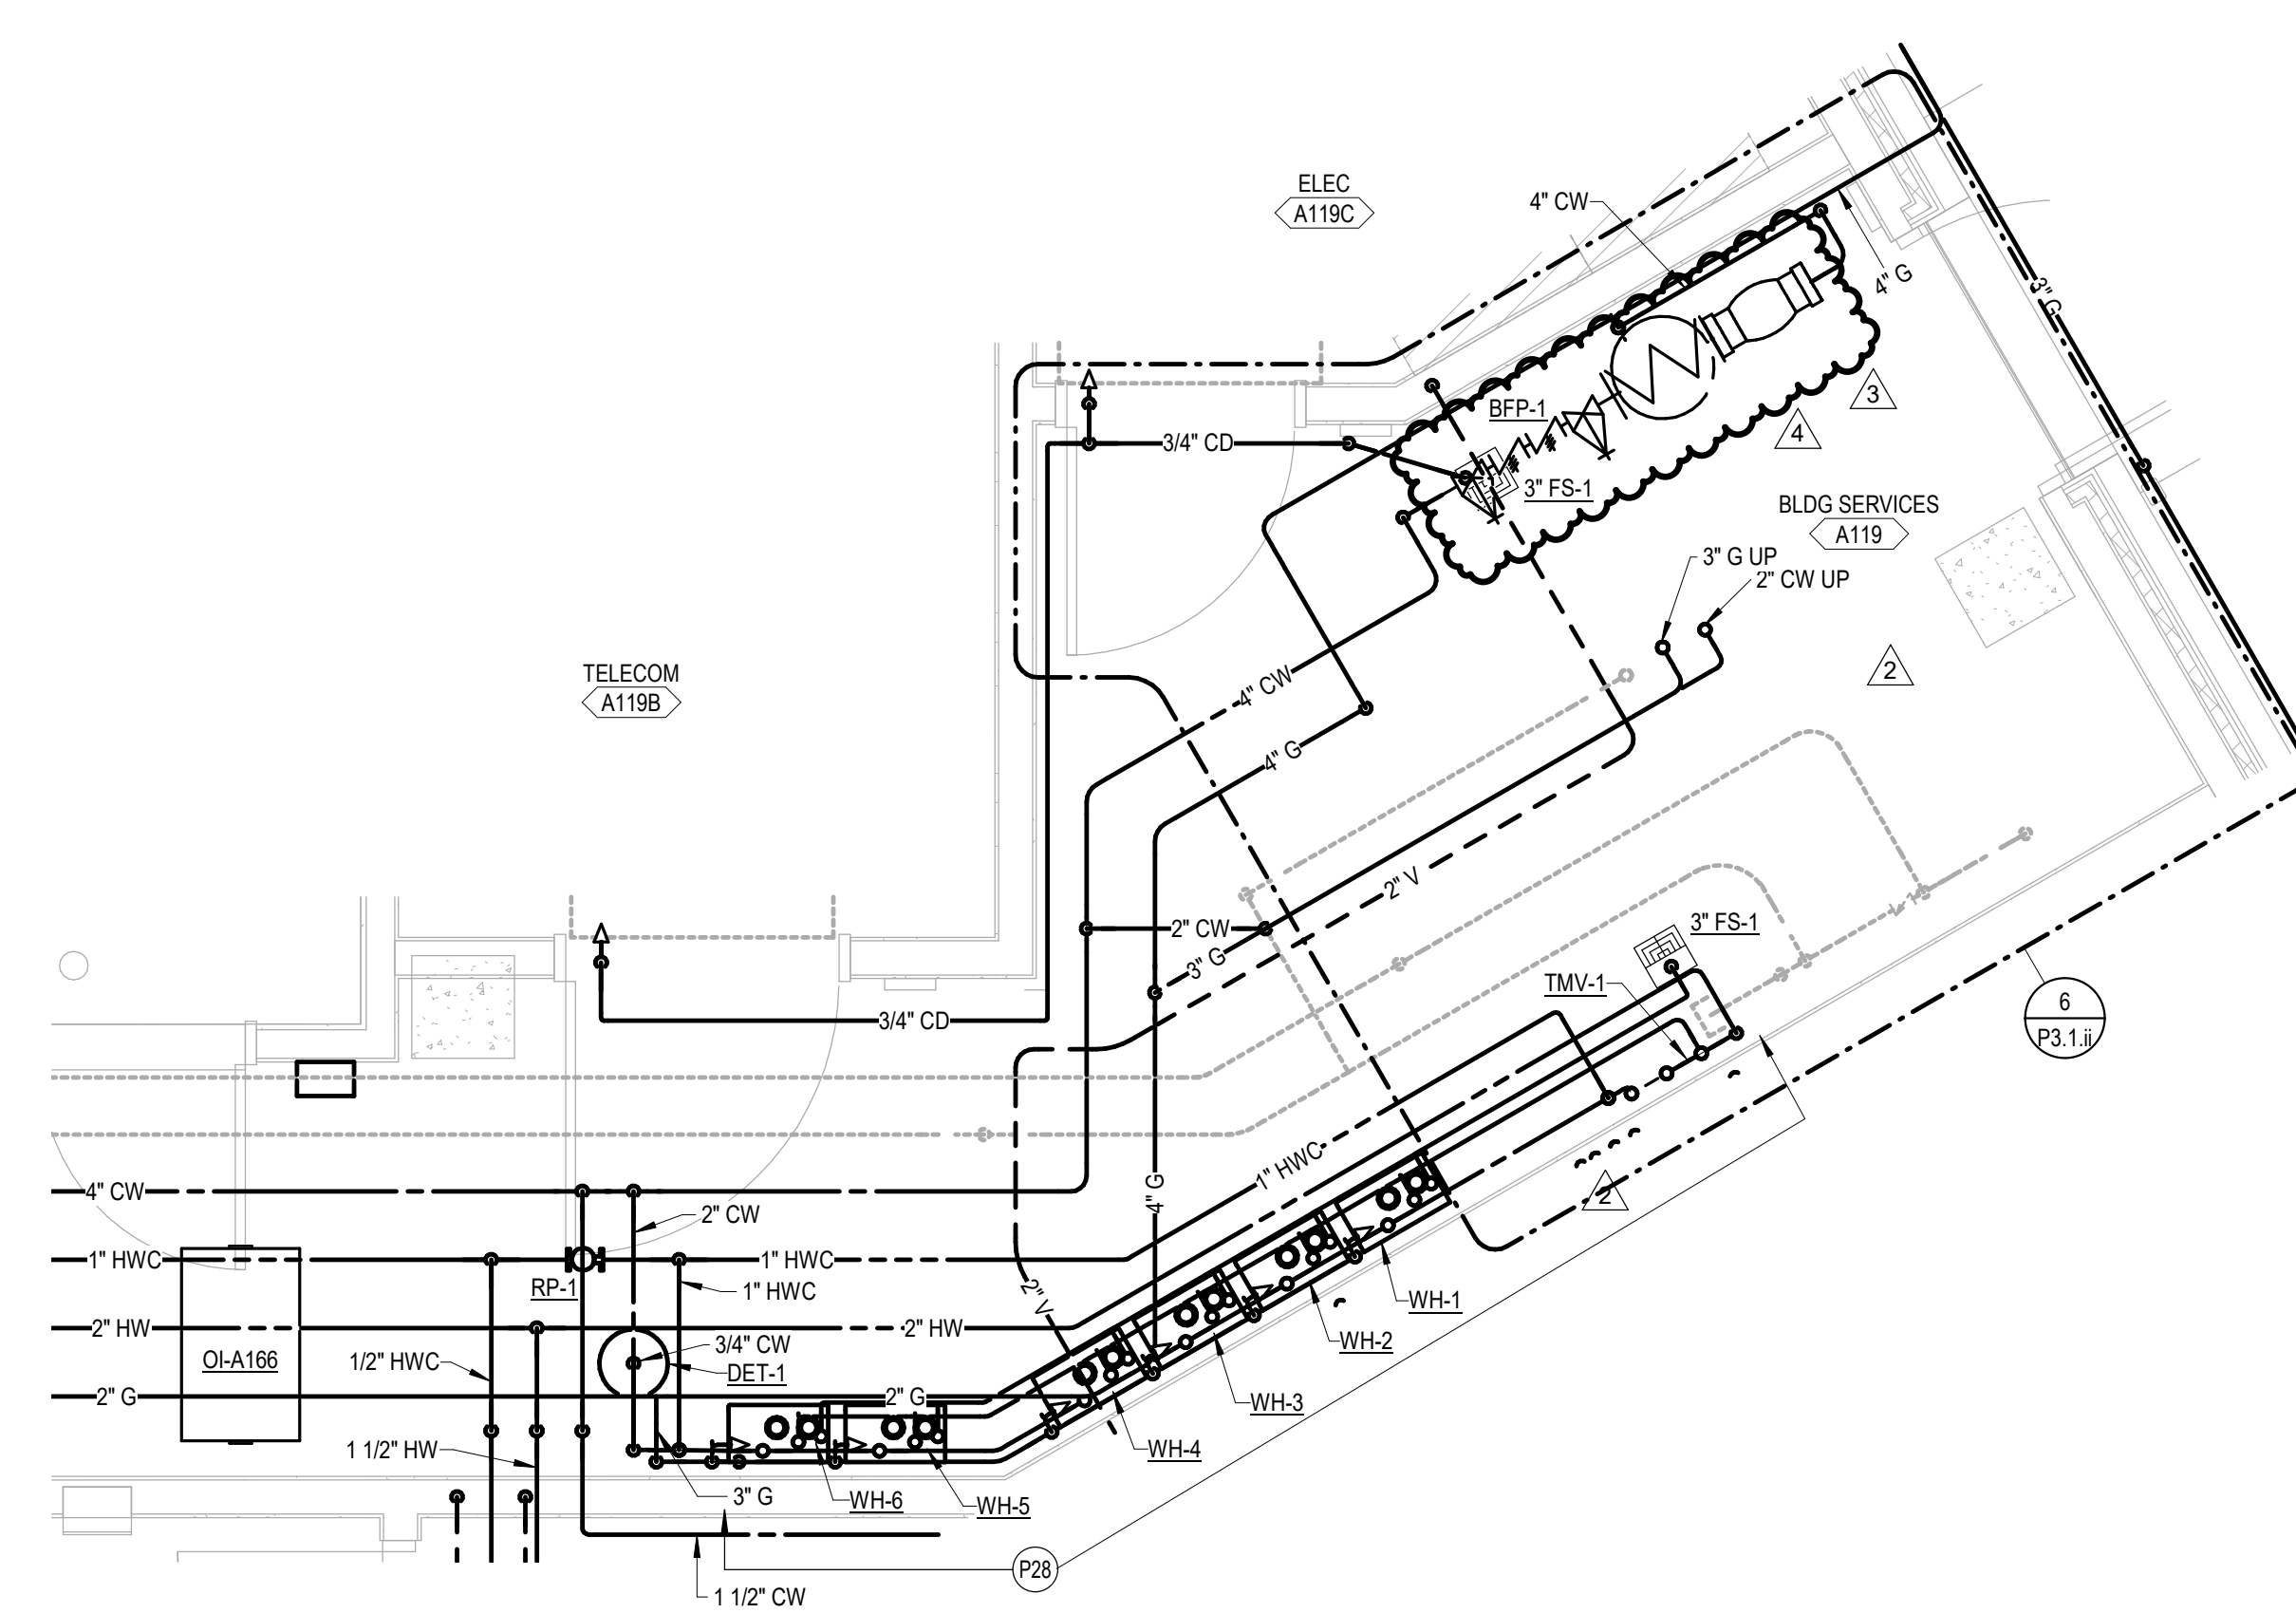 ELEC
A119C
4" CW
4" G
3" G
BFP-1
3
4
3/4" CD
3" FS-1
BLDG SERVICES
A119
3" G UP
2" CW UP
2
TELECOM
A119B
4" CW
4" G
2" V
2" CW
3" G
3" FS-1
TMV-1
6
P3.1.ii
3/4" CD
1" HWC
4" G
2
4" CW
2" CW
1" HWC
1" HWC
RP-1
1" HWC
2" V
WH-1
2" HW
2" HW
WH-2
3/4" CW
OI-A166
1/2" HWC
DET-1
2" G
2" G
WH-3
1 1/2" HW
WH-4
3" G
WH-6
WH-5
P28
1 1/2" CW